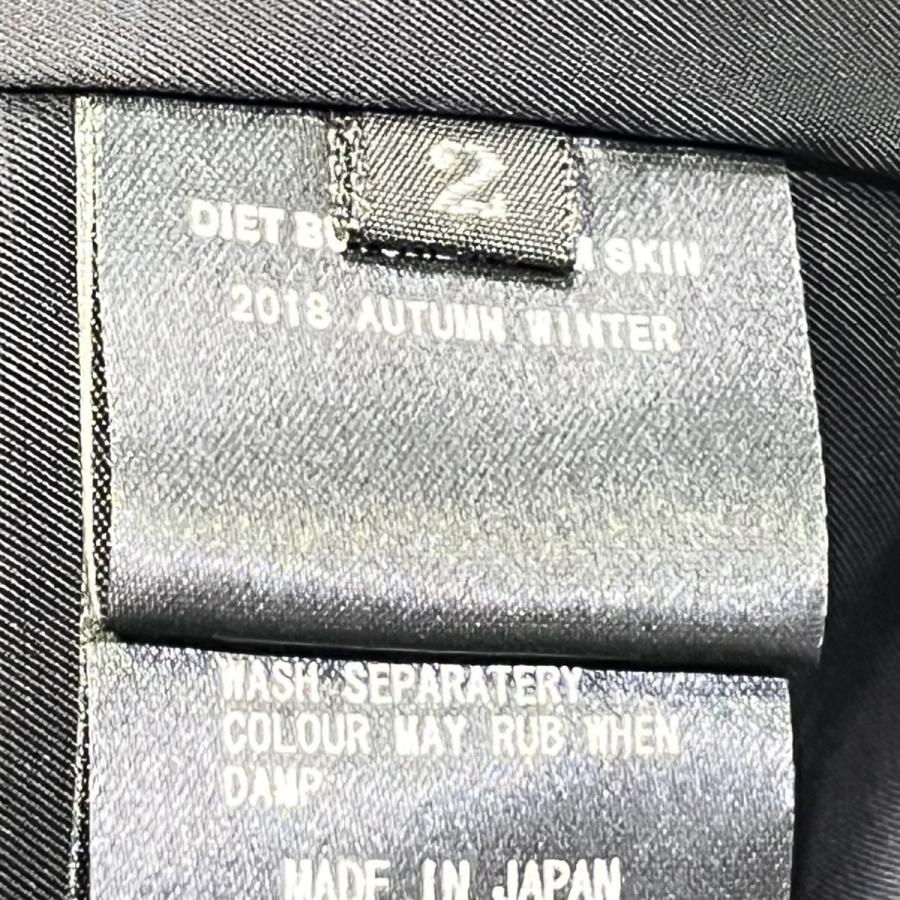 2
DIET SKIN
2018 AUTUMN WINTER
WASH SEPARATERY
COLOUR MAY RUB WHEN
DAMP
MADE IN JAPAN